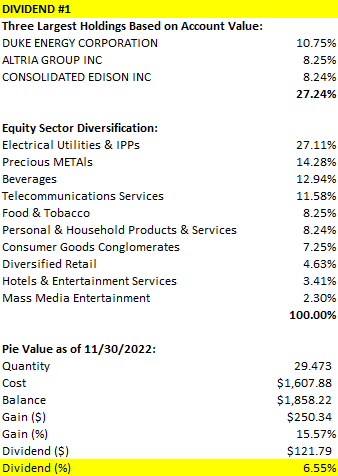 DIVIDEND #1
Three Largest Holdings Based on Account Value:
DUKE ENERGY CORPORATION 10.75%
ALTRIA GROUP INC 8.25%
CONSOLIDATED EDISON INC 8.24%
27.24%
Equity Sector Diversification:
Electrical Utilities & IPPs 27.11%
Precious METAls 14.28%
Beverages 12.94%
Telecommunications Services 11.58%
Food & Tobacco 8.25%
Personal & Household Products & Services 8.24%
Consumer Goods Conglomerates 7.25%
Diversified Retail 4.63%
Hotels & Entertainment Services 3.41%
Mass Media Entertainment 2.30%
100.00%
Pie Value as of 11/30/2022:
Quantity 29.473
Cost $1,607.88
Balance $1,858.22
Gain ($) $250.34
Gain (%) 15.57%
Dividend ($) $121.79
Dividend (%) 6.55%